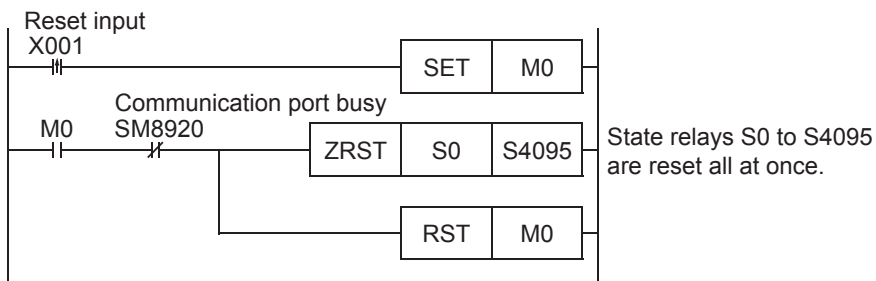 Reset input
X001
SET M0
Communication port busy
M0 SM8920
ZRST S0 S4095
State relays S0 to S4095
are reset all at once.
RST M0